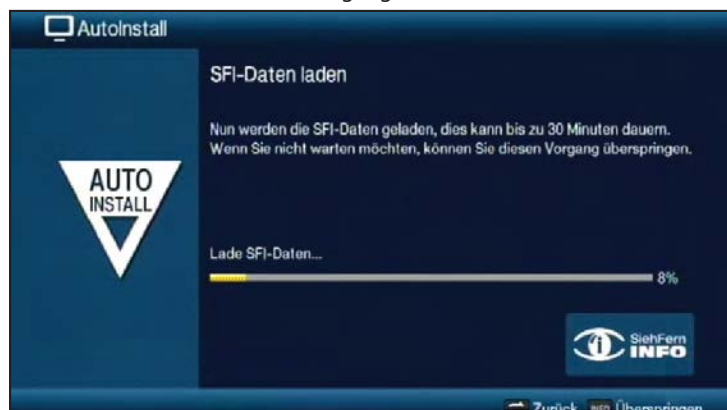 AutoInstall
SFI-Daten laden
Nun werden die SFI-Daten geladen, dies kann bis zu 30 Minuten dauern.
Wenn Sie nicht warten möchten, können Sie diesen Vorgang überspringen.
AUTO
INSTALL
Lade SFI-Daten...
8%
SiehFern
INFO
Zurück INFO Überspringen